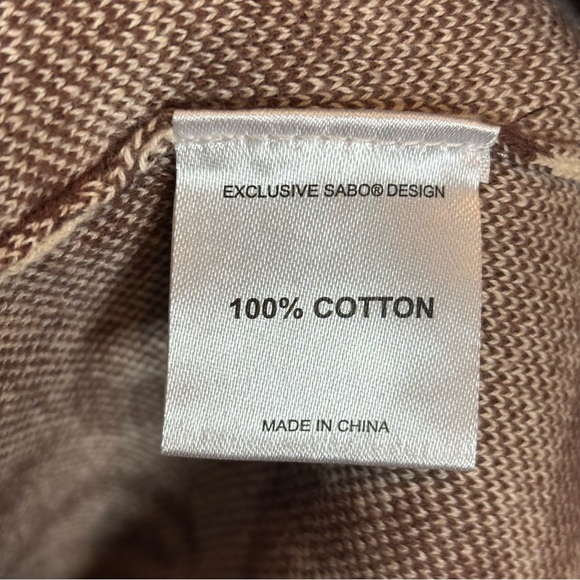 EXCLUSIVE SABO® DESIGN
100% COTTON
MADE IN CHINA